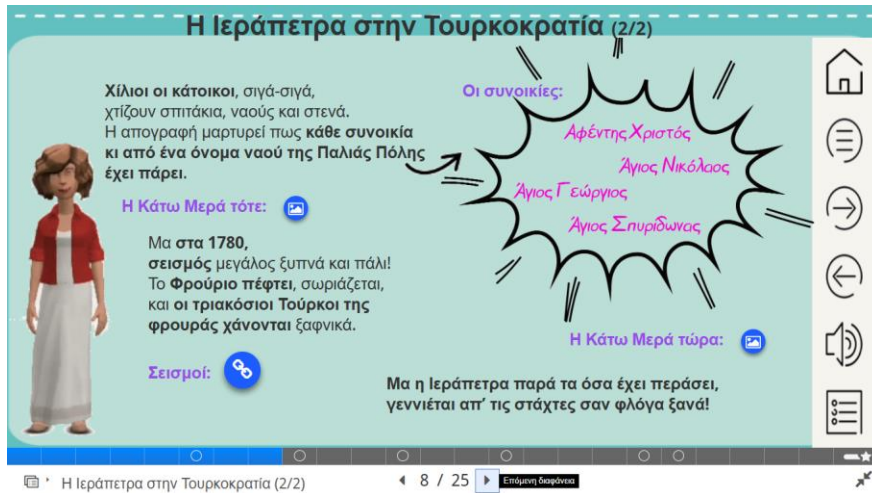 Η Ιεράπετρα στην Τουρκοκρατία (2/2)
Χίλιοι οι κάτοικοι, σιγά-σιγά,
χτίζουν σπιτάκια, ναούς και στενά.
Η απογραφή μαρτυρεί πως κάθε συνοικία
κι από ένα όνομα ναού της Παλιάς Πόλης
έχει πάρει.
Οι συνοικίες:
Αφέντης Χριστός
Άγιος Νικόλαος
Άγιος Γεώργιος
Άγιος Σπυρίδωνας
Η Κάτω Μερά τότε:
Μα στα 1780,
σεισμός μεγάλος ξυπνά και πάλι!
Το Φρούριο πέφτει, σωριάζεται,
και οι τριακόσιοι Τούρκοι της
φρουράς χάνονται ξαφνικά.
Σεισμοί:
Η Κάτω Μερά τώρα:
Μα η Ιεράπετρα παρά τα όσα έχει περάσει,
γεννιέται απ’ τις στάχτες σαν φλόγα ξανά!
Η Ιεράπετρα στην Τουρκοκρατία (2/2)
8 / 25
Επόμενη διαφάνεια